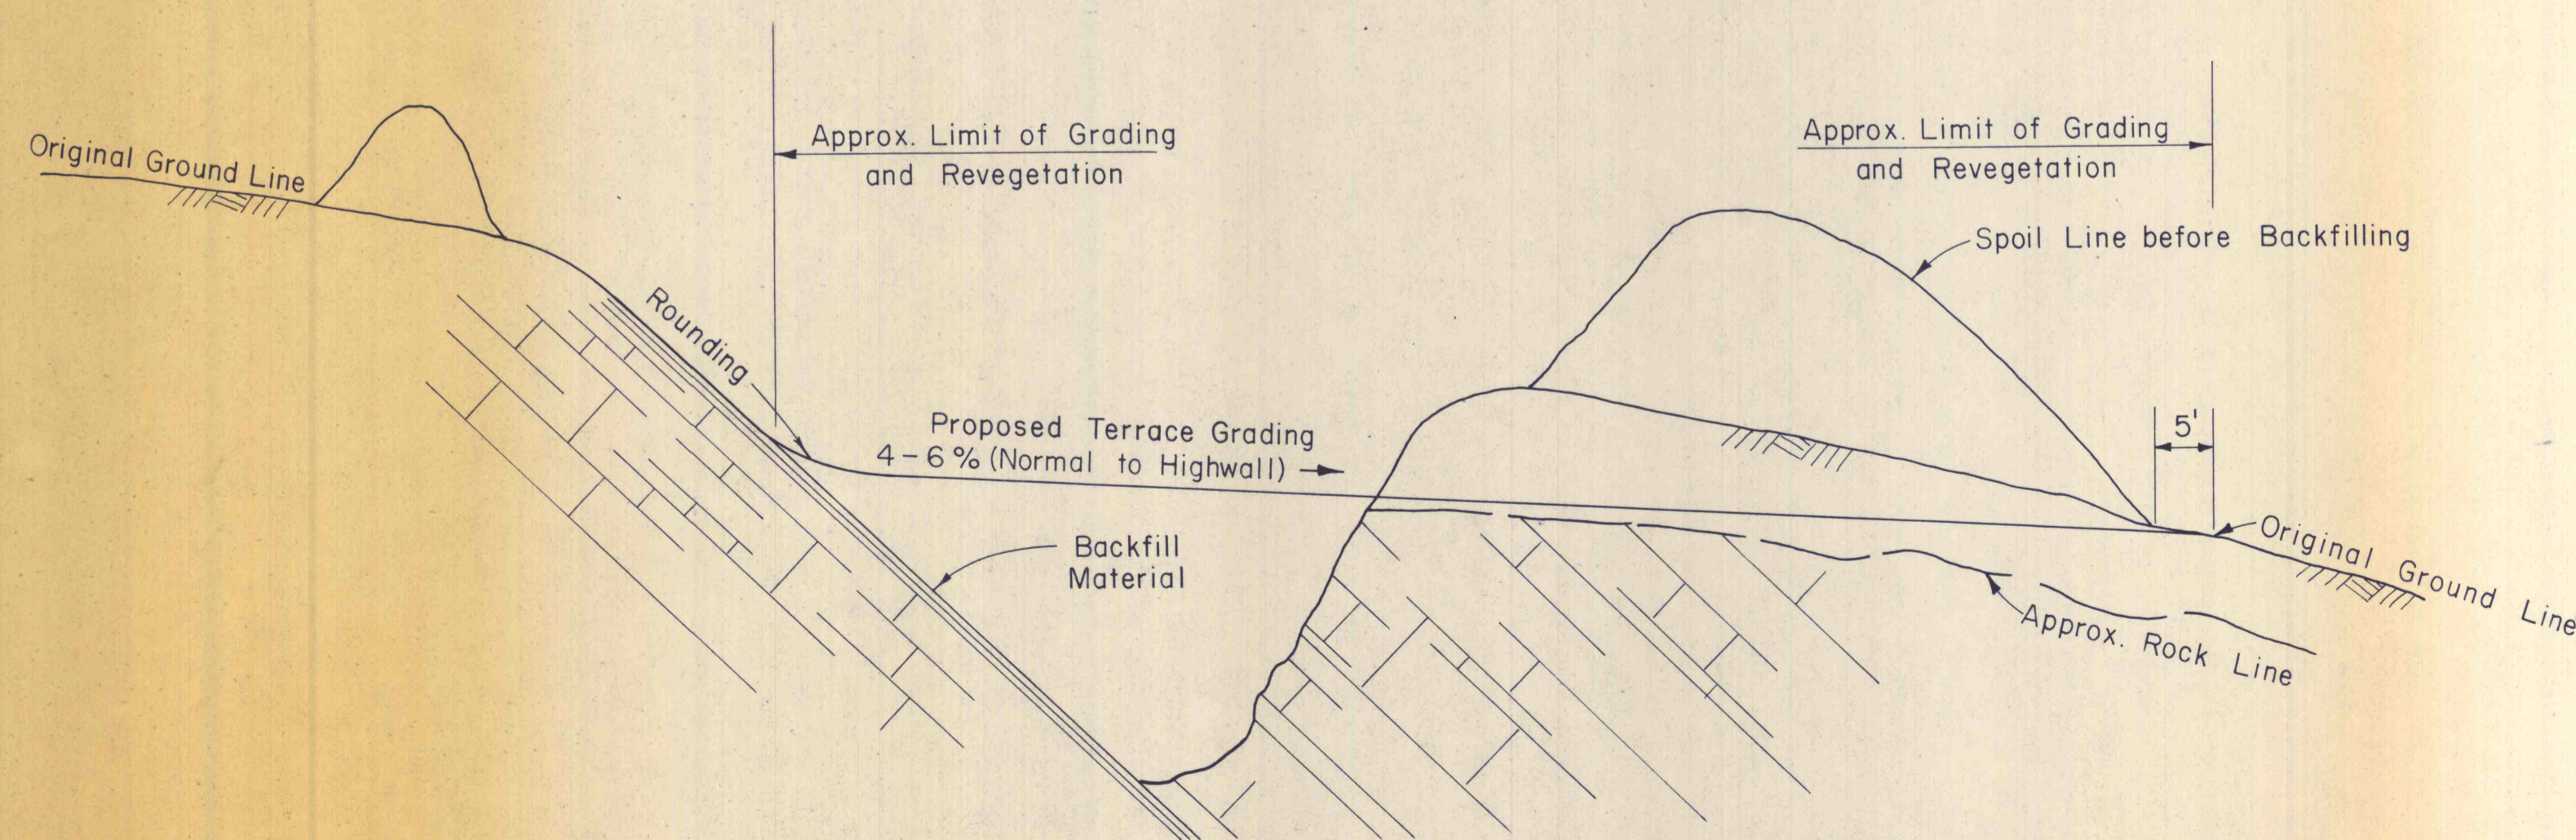 Original Ground Line
Approx. Limit of Grading
and Revegetation
Approx. Limit of Grading
and Revegetation
Spoil Line before Backfilling
Rounding
Proposed Terrace Grading
4-6% (Normal to Highwall)
5'
Backfill
Material
Original Ground Line
Approx. Rock Line